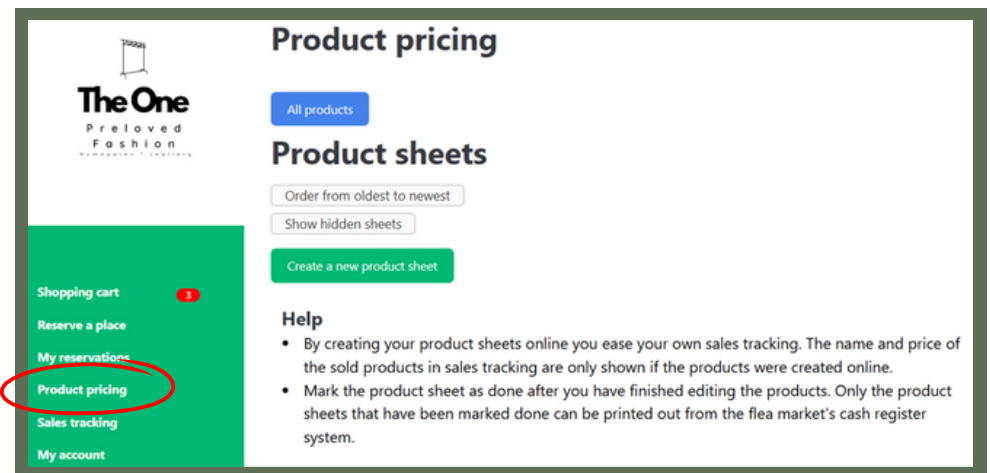 The One
Preloved
Fashion
Homewares * Jewellery
Shopping cart 3
Reserve a place
My reservations
Product pricing
Sales tracking
My account
Product pricing
All products
Product sheets
Order from oldest to newest
Show hidden sheets
Create a new product sheet
Help
• By creating your product sheets online you ease your own sales tracking. The name and price of
the sold products in sales tracking are only shown if the products were created online.
• Mark the product sheet as done after you have finished editing the products. Only the product
sheets that have been marked done can be printed out from the flea market's cash register
system.